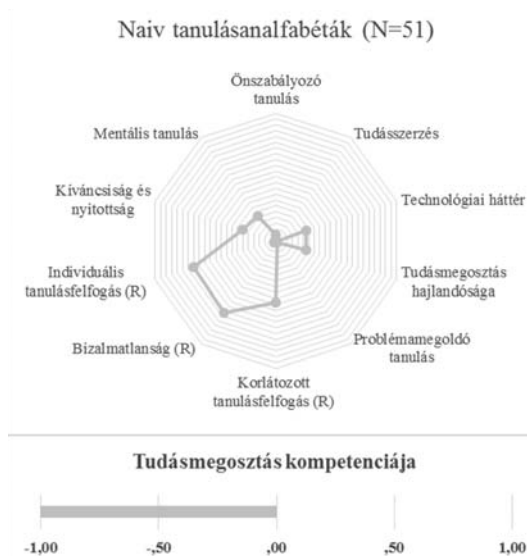 Naiv tanulásanalfabéták (N=51)
Önszabályozó
tanulás
Mentális tanulás
Tudásszerzés
Kíváncsiság és
nyitottság
Technológiai háttér
Individuális
tanulásfelfogás (R)
Tudásmegosztás
hajlandósága
Bizalmatlanság (R)
Problémamegoldó
tanulás
Korlátozott
tanulásfelfogás (R)
Tudásmegosztás kompetenciája
-1,00 -,50 ,00 ,50 1,00